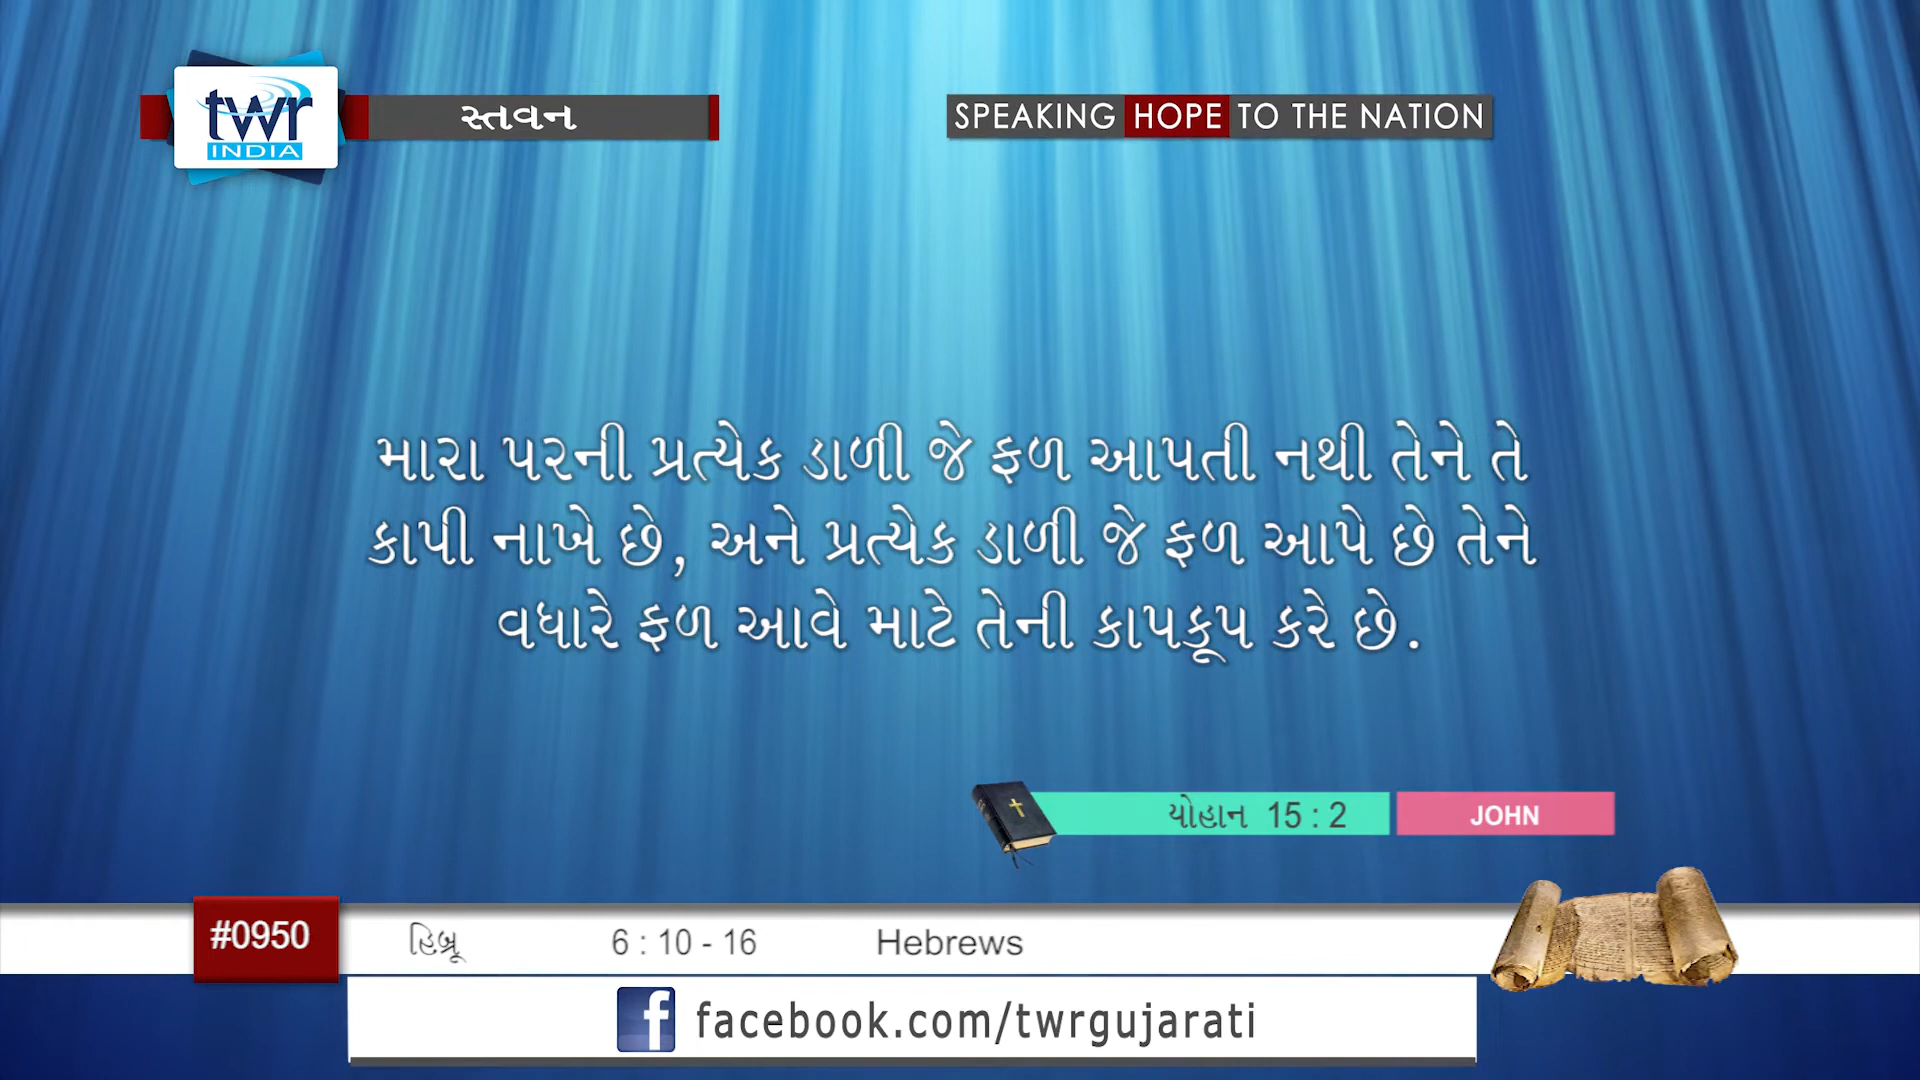 twr
INDIA
સ્તવન
SPEAKING HOPE TO THE NATION
મારા પરની પ્રત્યેક ડાળી જે ફળ આપતી નથી તેને તે
કાપી નાખે છે, અને પ્રત્યેક ડાળી જે ફળ આપે છે તેને
વધારે ફળ આવે માટે તેની કાપકૂપ કરે છે.
યોહાન 15 : 2 JOHN
#0950 હિબ્રૂ 6 : 10 - 16 Hebrews
facebook.com/twrgujarati